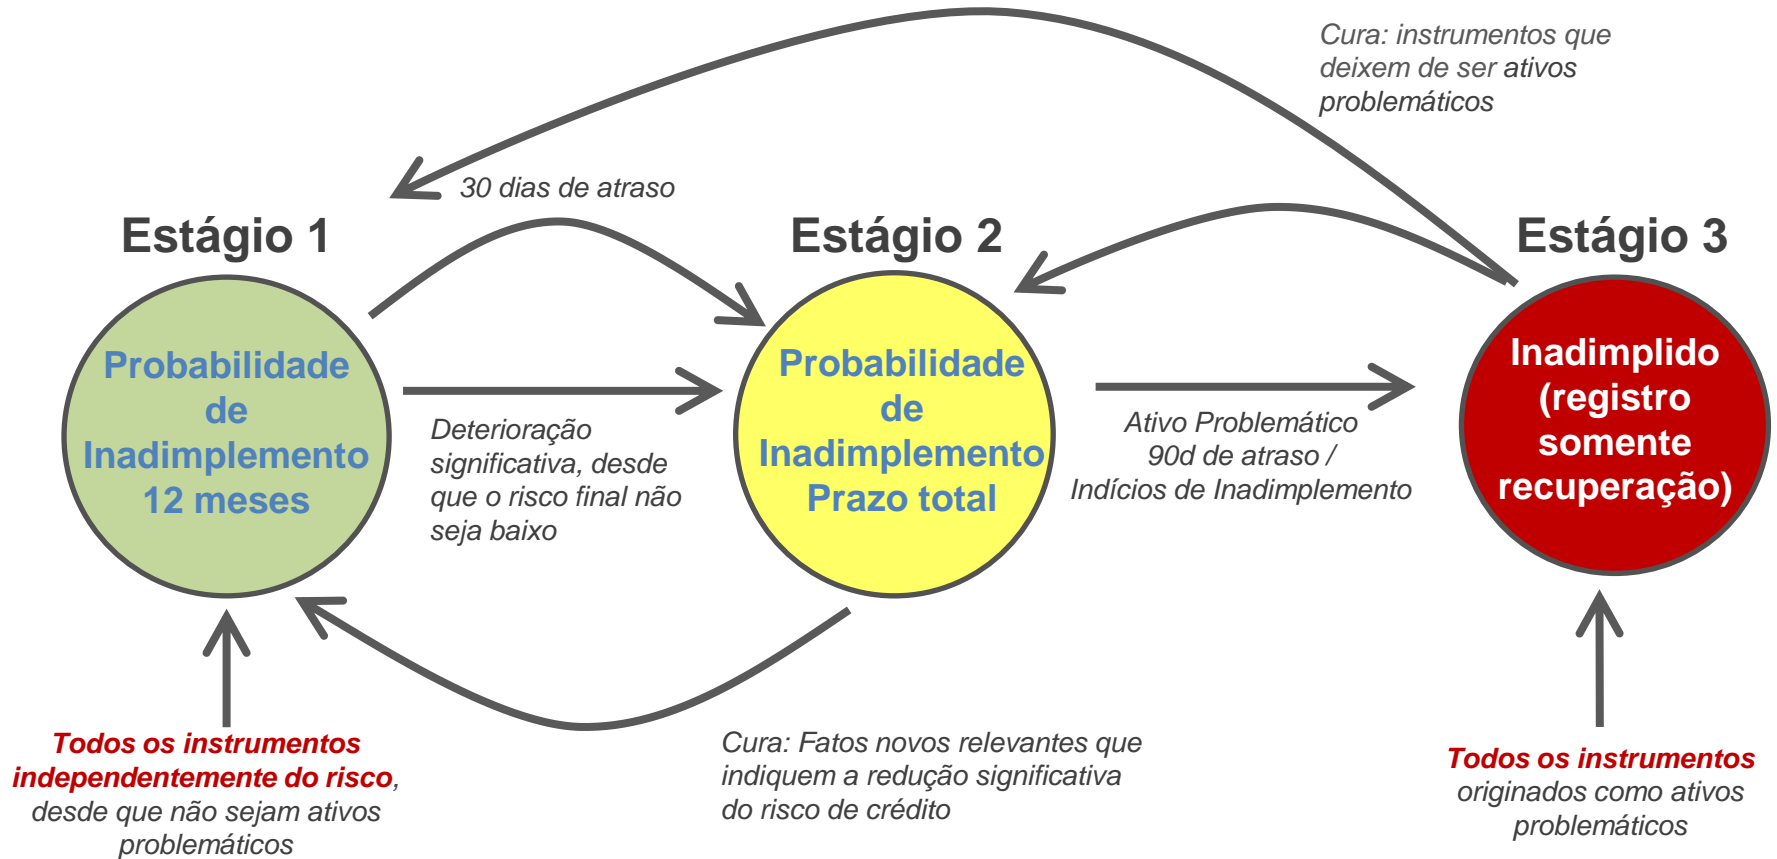 Cura: instrumentos que
deixem de ser ativos
problemáticos
30 dias de atraso
Estágio 1
Estágio 2
Estágio 3
Probabilidade
de
Inadimplemento
12 meses
Deterioração
significativa, desde
que o risco final não
seja baixo
Probabilidade
de
Inadimplemento
Prazo total
Ativo Problemático
90d de atraso /
Indícios de Inadimplemento
Inadimplido
(registro
somente
recuperação)
Todos os instrumentos
independentemente do risco,
desde que não sejam ativos
problemáticos
Cura: Fatos novos relevantes que
indiquem a redução significativa
do risco de crédito
Todos os instrumentos
originados como ativos
problemáticos